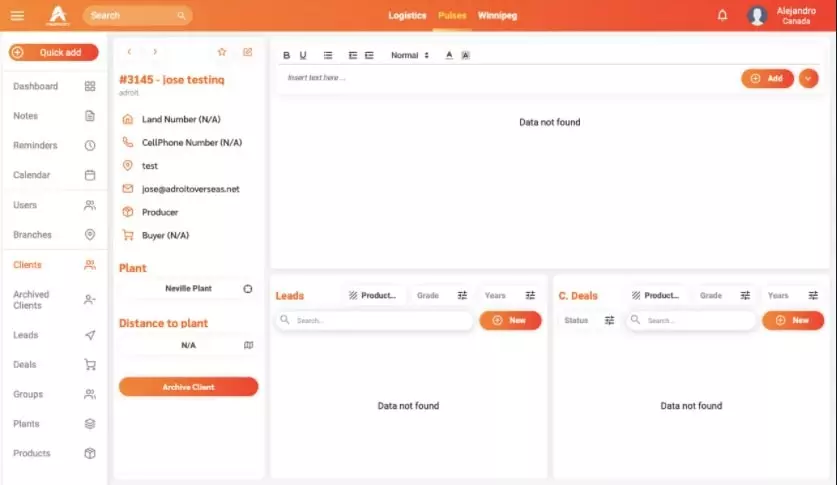 Search
Logistics Pulses Winnipeg
Alejandro
Canada
Quick add
Dashboard
Notes
Reminders
Calendar
Users
Branches
Clients
Archived
Clients
Leads
Deals
Groups
Plants
Products
#3145 - jose testing
adroit
Land Number (N/A)
CellPhone Number (N/A)
test
jose@adroitoverseas.net
Producer
Buyer (N/A)
Plant
Neville Plant
Distance to plant
N/A
Archive Client
B U Normal A A
Insert text here ...
Add
Data not found
Leads Product... Grade Years
Search... New
Data not found
C. Deals Product... Grade Years
Status Search... New
Data not found